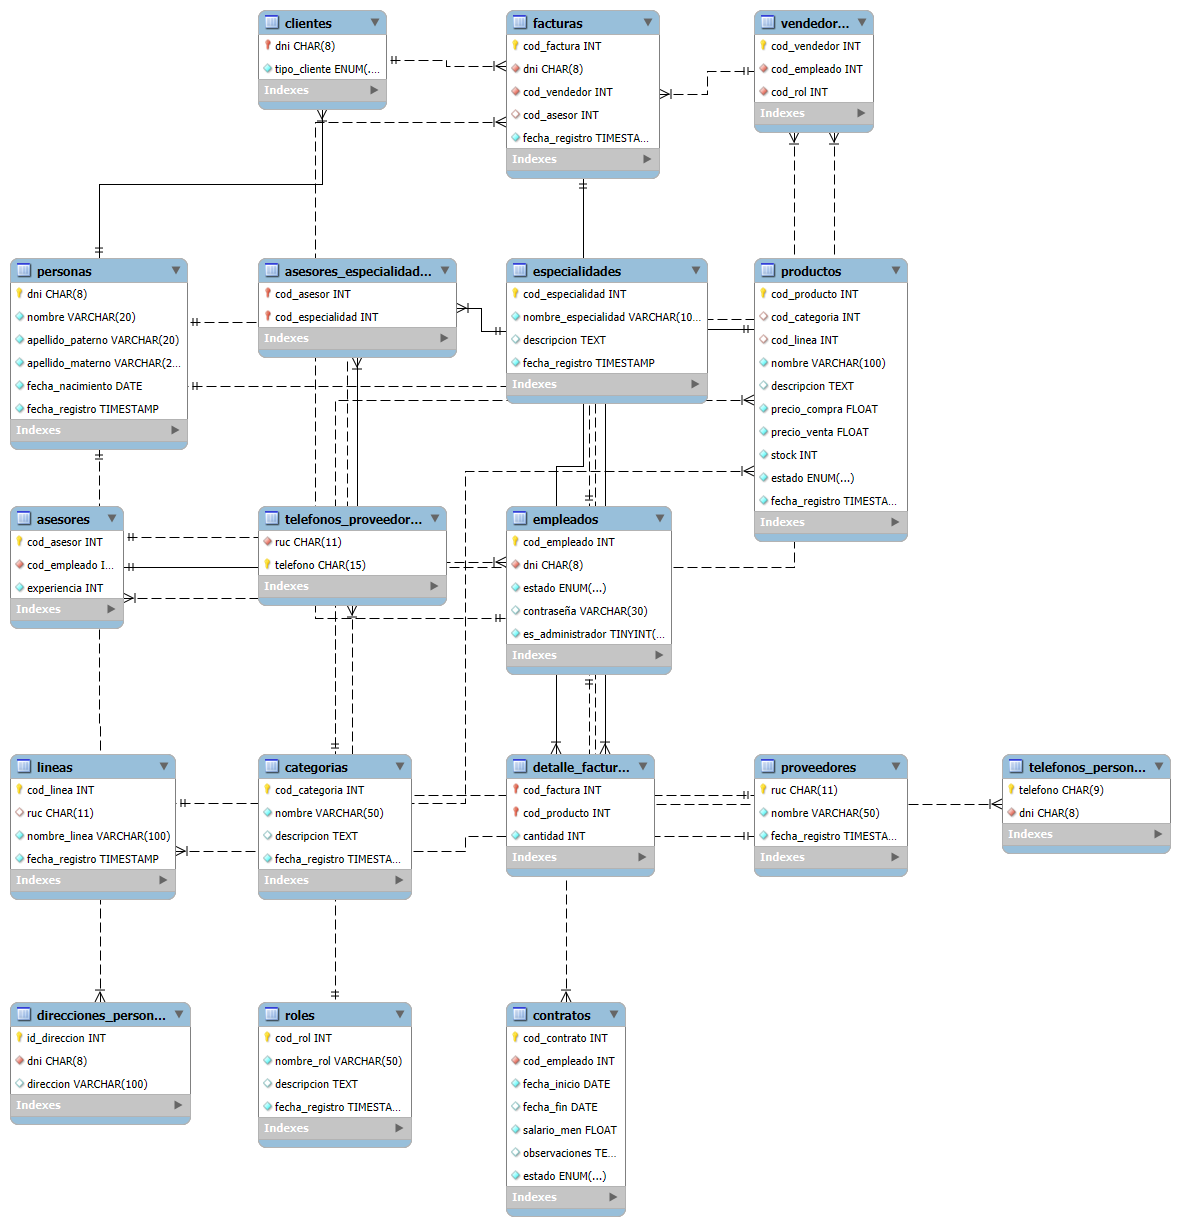 clientes
dni CHAR(8)
tipo_cliente ENUM(....
Indexes
facturas
cod_factura INT
dni CHAR(8)
cod_vendedor INT
cod_asesor INT
fecha_registro TIMESTA...
Indexes
vendedor...
cod_vendedor INT
cod_empleado INT
cod_rol INT
Indexes
personas
dni CHAR(8)
nombre VARCHAR(20)
apellido_paterno VARCHAR(20)
apellido_materno VARCHAR(2...
fecha_nacimiento DATE
fecha_registro TIMESTAMP
Indexes
asesores_especialidad...
cod_asesor INT
cod_especialidad INT
Indexes
especialidades
cod_especialidad INT
nombre_especialidad VARCHAR(10...
descripcion TEXT
fecha_registro TIMESTAMP
Indexes
productos
cod_producto INT
cod_categoria INT
cod_linea INT
nombre VARCHAR(100)
descripcion TEXT
precio_compra FLOAT
precio_venta FLOAT
stock INT
estado ENUM(...)
fecha_registro TIMESTA...
Indexes
asesores
cod_asesor INT
cod_empleado I...
experiencia INT
Indexes
telefonos_proveedor...
ruc CHAR(11)
telefono CHAR(15)
Indexes
empleados
cod_empleado INT
dni CHAR(8)
estado ENUM(...)
contraseña VARCHAR(30)
es_administrador TINYINT(...
Indexes
lineas
cod_linea INT
ruc CHAR(11)
nombre_linea VARCHAR(100)
fecha_registro TIMESTAMP
Indexes
categorias
cod_categoria INT
nombre VARCHAR(50)
descripcion TEXT
fecha_registro TIMESTA...
Indexes
detalle_factur...
cod_factura INT
cod_producto INT
cantidad INT
Indexes
proveedores
ruc CHAR(11)
nombre VARCHAR(50)
fecha_registro TIMESTA...
Indexes
telefonos_person...
telefono CHAR(9)
dni CHAR(8)
Indexes
direcciones_person...
id_direccion INT
dni CHAR(8)
direccion VARCHAR(100)
Indexes
roles
cod_rol INT
nombre_rol VARCHAR(50)
descripcion TEXT
fecha_registro TIMESTA...
Indexes
contratos
cod_contrato INT
cod_empleado INT
fecha_inicio DATE
fecha_fin DATE
salario_men FLOAT
observaciones TE...
estado ENUM(...)
Indexes